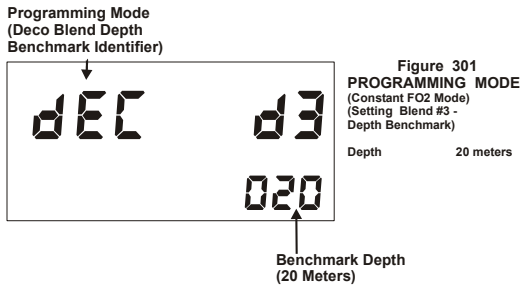 Programming Mode
(Deco Blend Depth
Benchmark Identifier)
dEC d3
020
Benchmark Depth
(20 Meters)
Figure 301
PROGRAMMING MODE
(Constant FO2 Mode)
(Setting Blend #3 -
Depth Benchmark)
Depth 20 meters